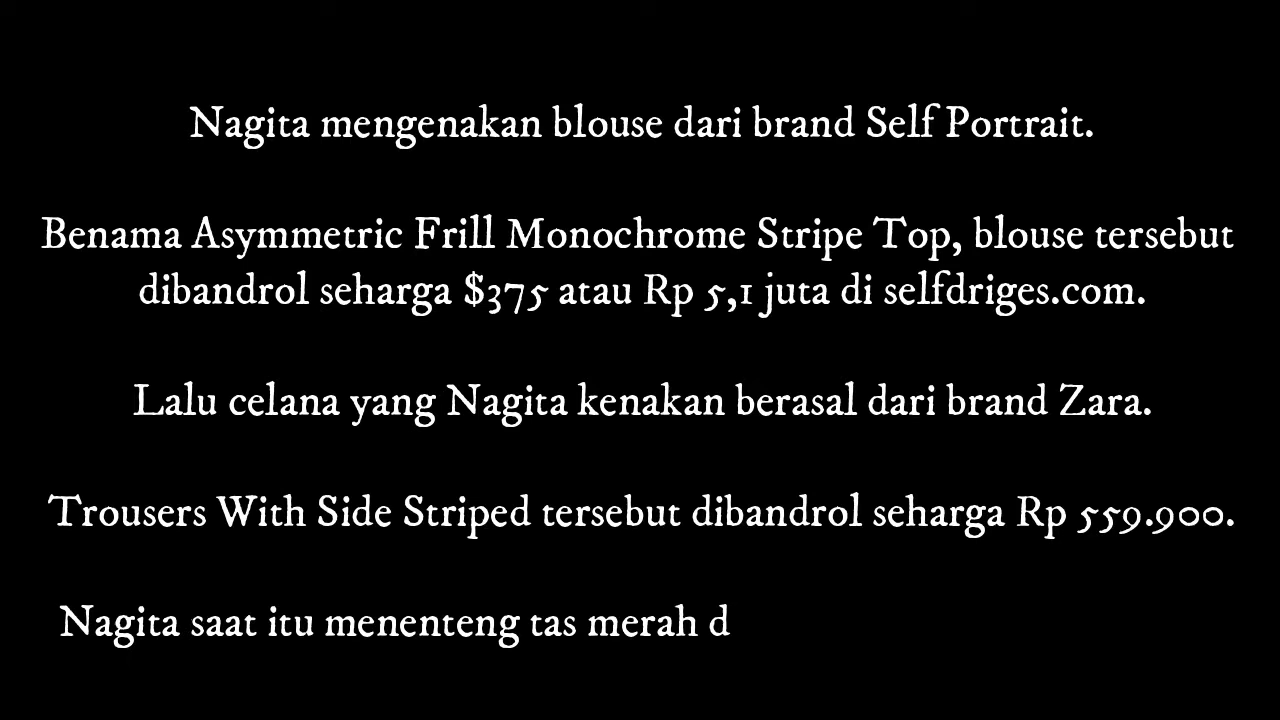 Nagita mengenakan blouse dari brand Self Portrait.
Benama Asymmetric Frill Monochrome Stripe Top, blouse tersebut
dibandrol seharga $375 atau Rp 5,1 juta di selfdriges.com.
Lalu celana yang Nagita kenakan berasal dari brand Zara.
Trousers With Side Striped tersebut dibandrol seharga Rp 559.900.
Nagita saat itu menenteng tas merah d